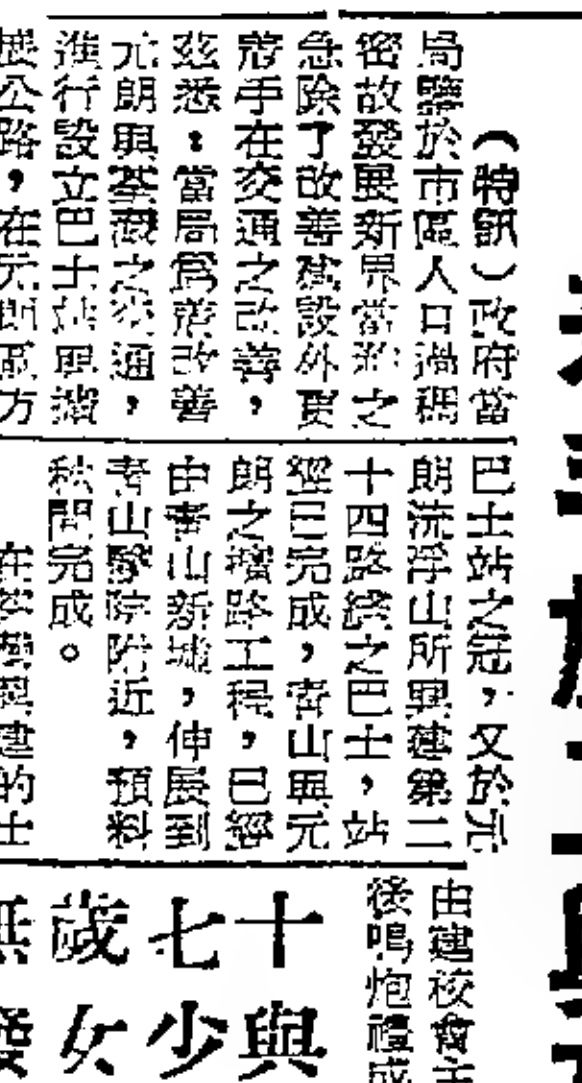 （特訊）政府當
局鑒於市區人口過稠
密故發展新界當務之
急除了改善建設外更
着手在交通之改善，
茲悉：當局爲着改善
元朗與荃灣之交通，
進行設立巴士站與擴
展公路，在元朗區方
巴士站之冠，又於元
朗流浮山所興建第二
十四路綫之巴士，站
經已完成，青山與元
朗之擴路工程，已經
由青山新墟，伸展到
青山醫院附近，預料
秋間完成。
在荃灣興建的士
由建校會主
後鳴炮禮成
十七歲無
與少女發